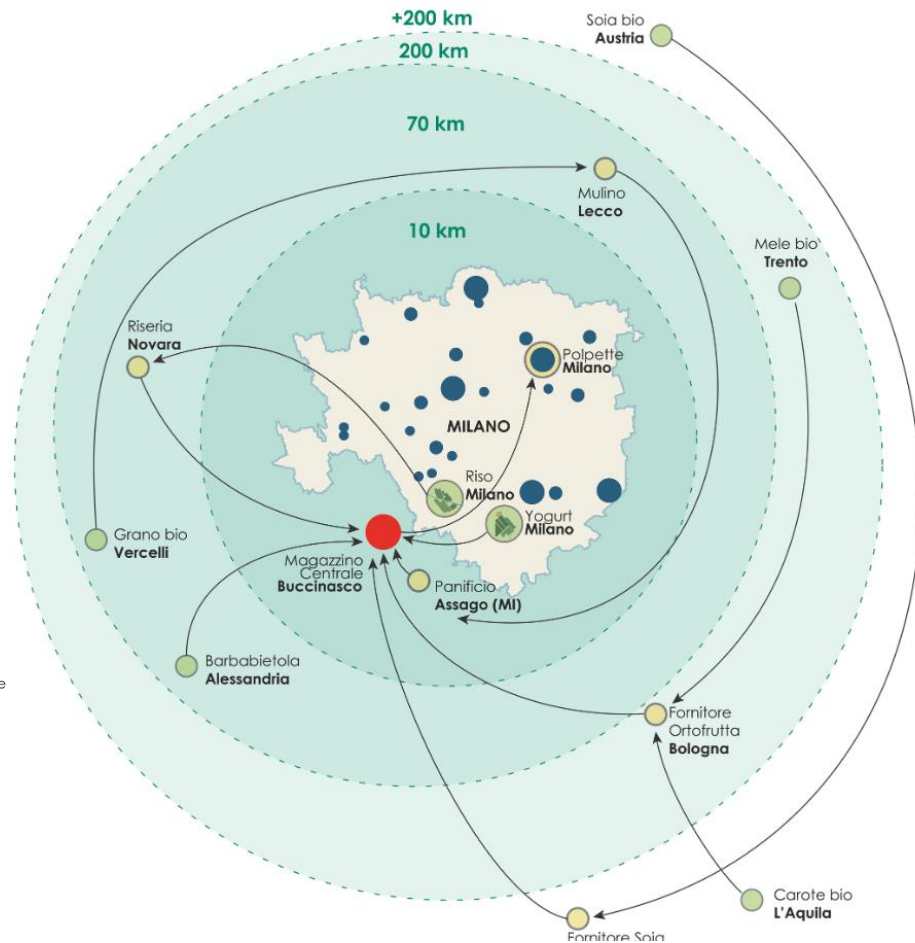 +200 km
Soia bio
Austria
200 km
70 km
Mulino
Lecco
10 km
Mele bio
Trento
Riseria
Novara
Polpette
Milano
MILANO
Riso
Milano
Yogurt
Milano
Grano bio
Vercelli
Magazzino
Centrale
Buccinasco
Panificio
Assago (MI)
Barbabietola
Alessandria
e
Fornitore
Ortofrutta
Bologna
Carote bio
L'Aquila
Fornitore Soia